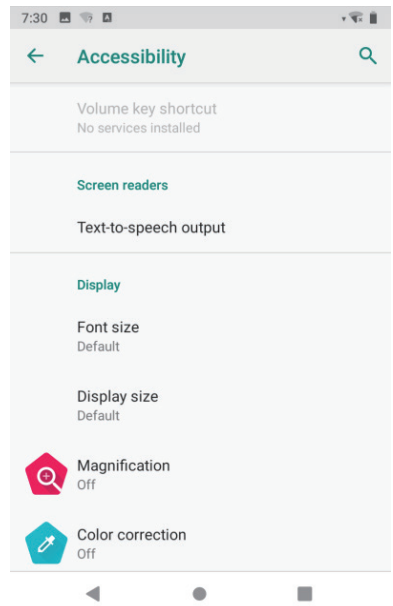 7:30
Accessibility
Volume key shortcut
No services installed
Screen readers
Text-to-speech output
Display
Font size
Default
Display size
Default
Magnification
Off
Color correction
Off